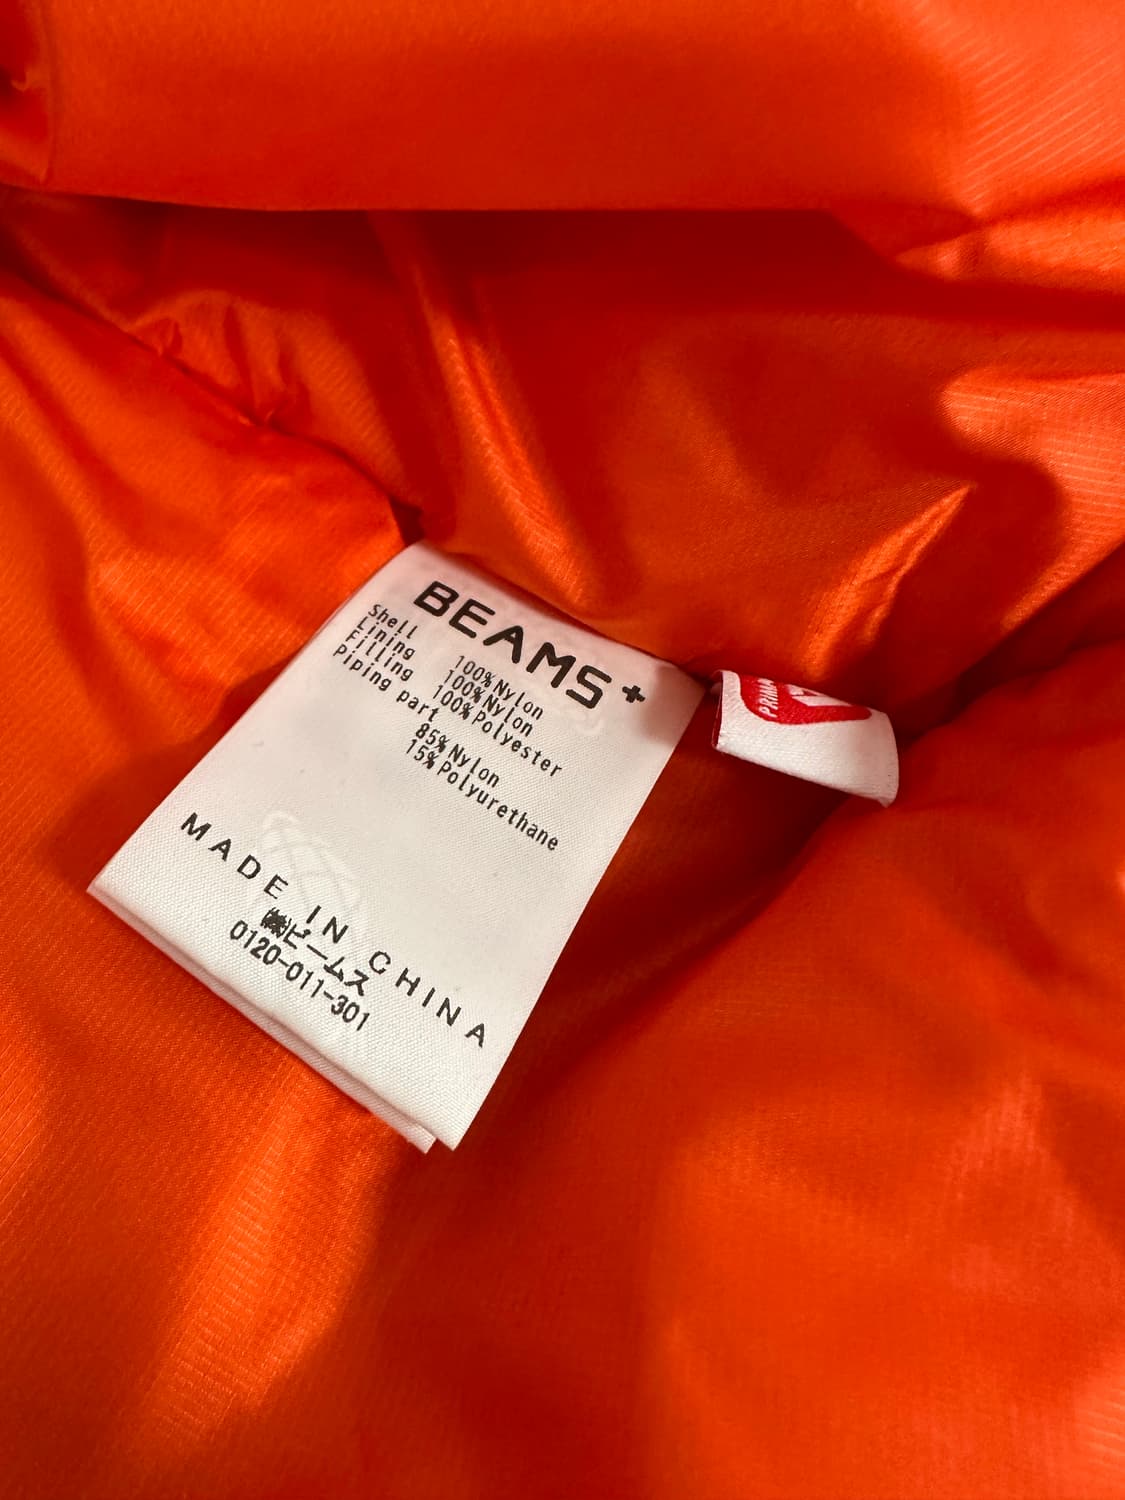 BEAMS+
Shell 100%Nylon
Lining 100%Nylon
Filling 100%Polyester
Piping part
85%Nylon
15%Polyurethane
MADE IN CHINA
㈱ビームス
0120-011-301